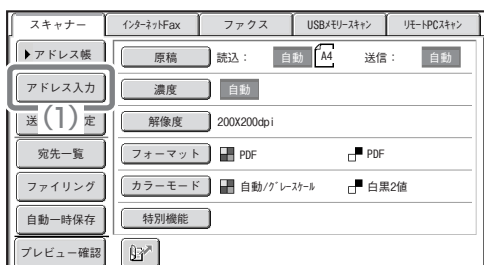 スキャナー インターネットFax ファクス USBメモリースキャン リモートPCスキャン
アドレス帳 原稿 読込： 自動 A4 送信： 自動
アドレス入力 濃度 自動
送 (1) 定 解像度 200X200dpi
宛先一覧 フォーマット PDF PDF
ファイリング カラーモード 自動/グレースケール 白黒2値
自動一時保存 特別機能
プレビュー確認